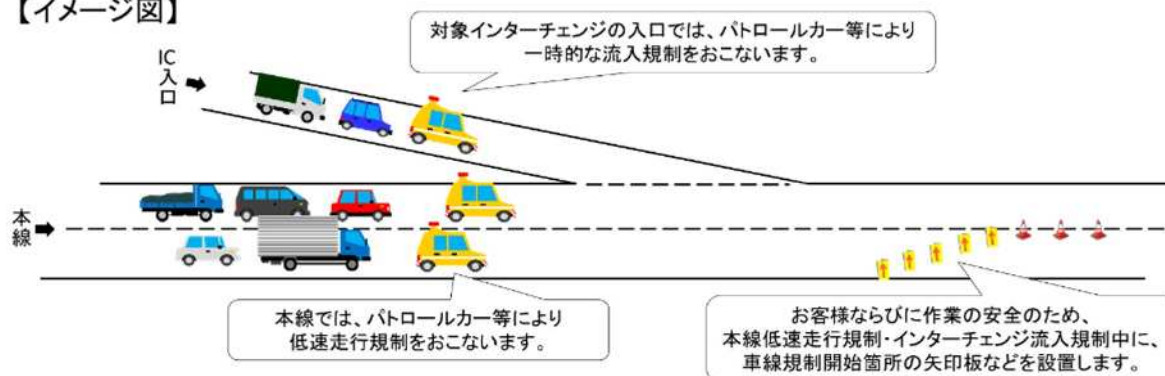 【イメージ図】
対象インターチェンジの入口では、パトロールカー等により
一時的な流入規制をおこないます。
IC入口
本線
本線では、パトロールカー等により
低速走行規制をおこないます。
お客様ならびに作業の安全のため、
本線低速走行規制・インターチェンジ流入規制中に、
車線規制開始箇所の矢印板などを設置します。